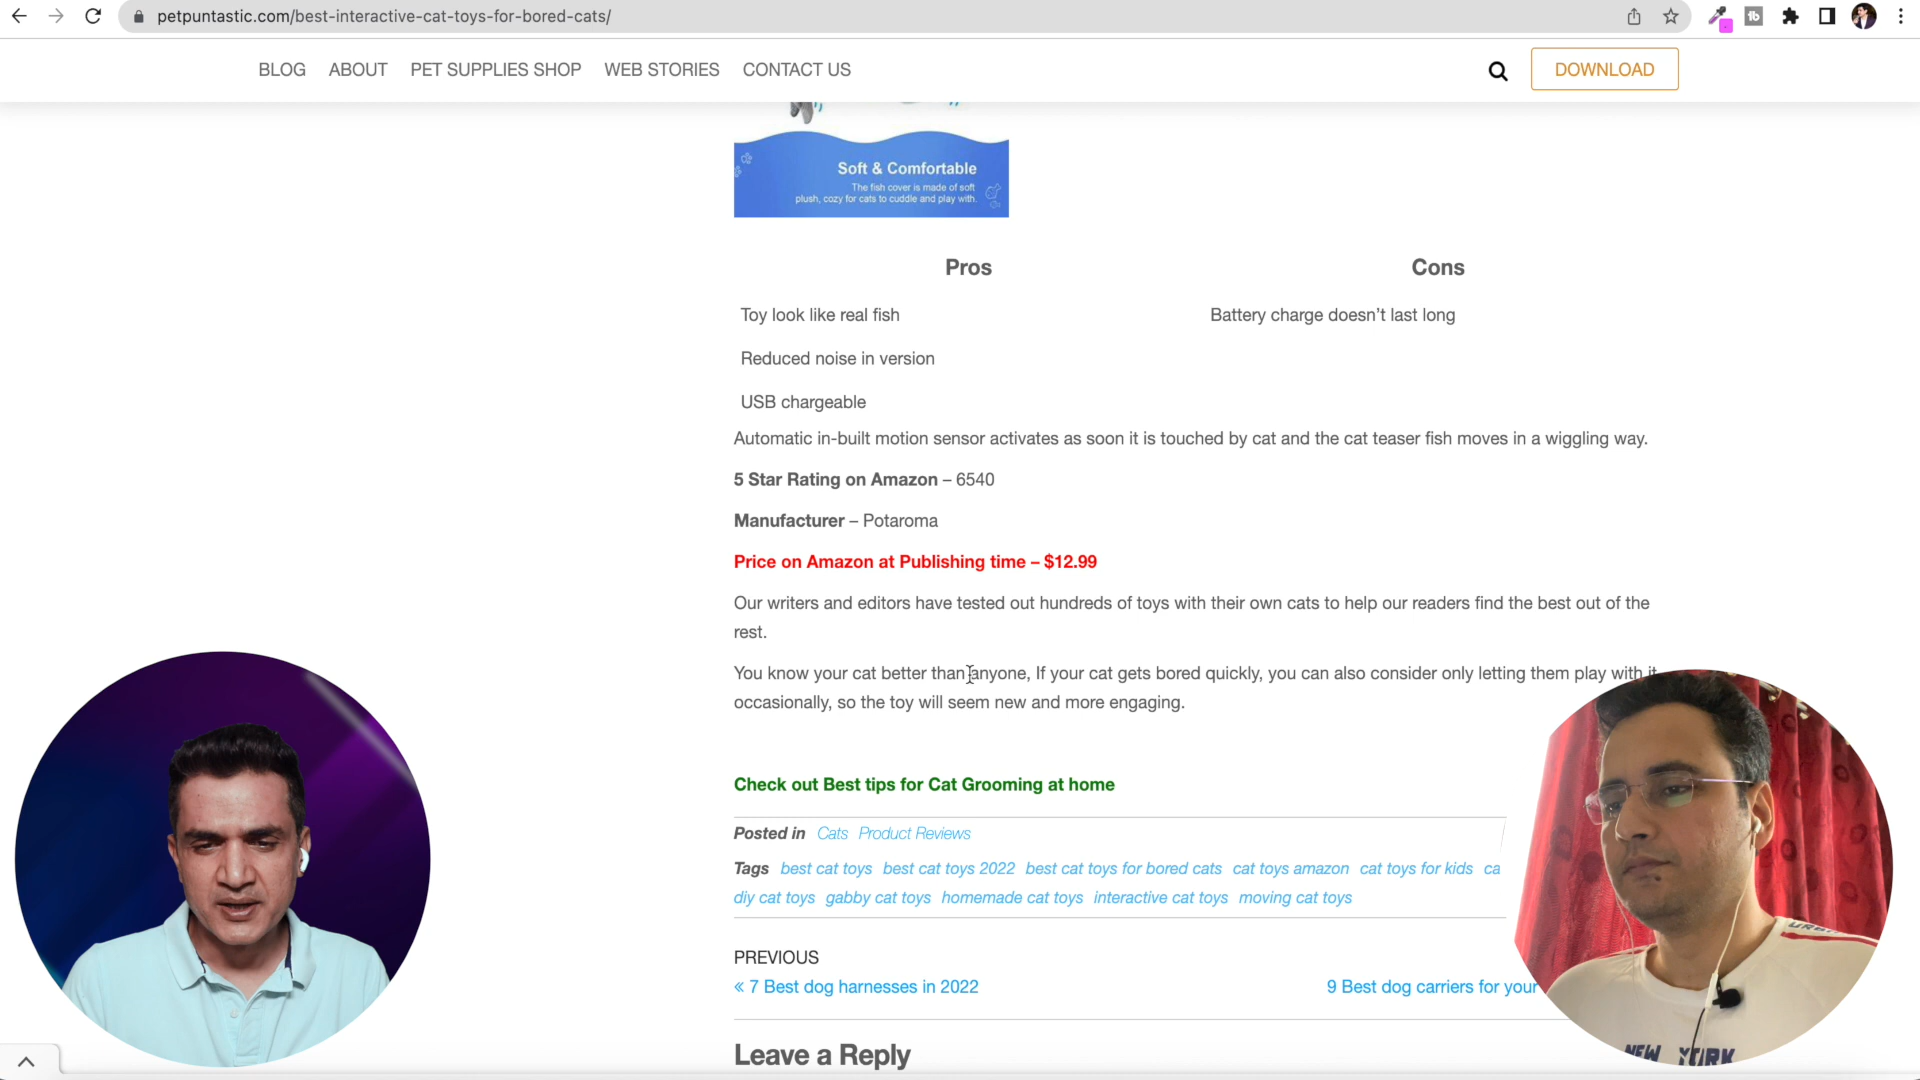 petpuntastic.com/best-interactive-cat-toys-for-bored-cats/
BLOG ABOUT PET SUPPLIES SHOP WEB STORIES CONTACT US
DOWNLOAD
Soft & Comfortable
The fish cover is made of soft
plush, cozy for cats to cuddle and play with.
Pros Cons
Toy look like real fish Battery charge doesn’t last long
Reduced noise in version
USB chargeable
Automatic in-built motion sensor activates as soon it is touched by cat and the cat teaser fish moves in a wiggling way.
5 Star Rating on Amazon – 6540
Manufacturer – Potaroma
Price on Amazon at Publishing time – $12.99
Our writers and editors have tested out hundreds of toys with their own cats to help our readers find the best out of the
rest.
You know your cat better than anyone, If your cat gets bored quickly, you can also consider only letting them play with it
occasionally, so the toy will seem new and more engaging.
Check out Best tips for Cat Grooming at home
Posted in Cats Product Reviews
Tags best cat toys best cat toys 2022 best cat toys for bored cats cat toys amazon cat toys for kids ca
diy cat toys gabby cat toys homemade cat toys interactive cat toys moving cat toys
PREVIOUS
« 7 Best dog harnesses in 2022 9 Best dog carriers for your
Leave a Reply
NEW YORK